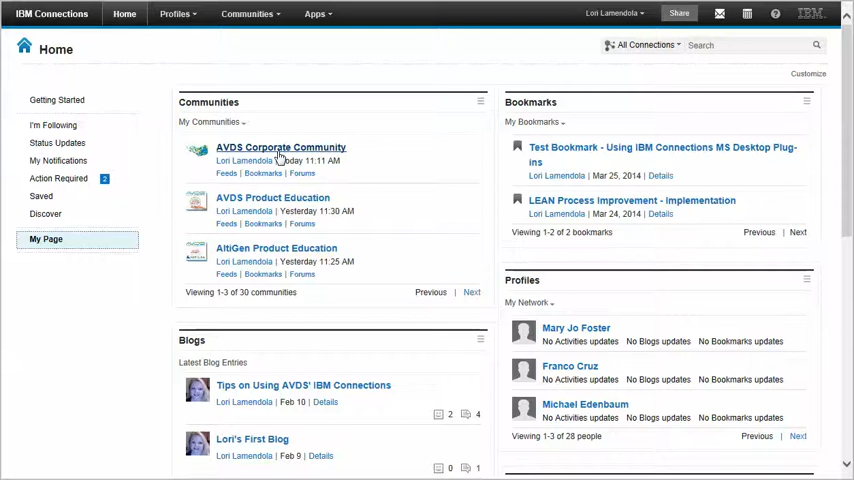 IBM Connections Home Profiles Communities Apps Lori Lamendola Share IBM
Home
All Connections Search
Customize
Getting Started
I'm Following
Status Updates
My Notifications
Action Required 2
Saved
Discover
My Page
Communities
My Communities
AVDS Corporate Community
Lori Lamendola | Today 11:11 AM
Feeds | Bookmarks | Forums
AVDS Product Education
Lori Lamendola | Yesterday 11:30 AM
Feeds | Bookmarks | Forums
AltiGen Product Education
Lori Lamendola | Yesterday 11:25 AM
Feeds | Bookmarks | Forums
Viewing 1-3 of 30 communities Previous | Next
Blogs
Latest Blog Entries
Tips on Using AVDS' IBM Connections
Lori Lamendola | Feb 10 | Details
2 4
Lori's First Blog
Lori Lamendola | Feb 9 | Details
0 1
Bookmarks
My Bookmarks
Test Bookmark - Using IBM Connections MS Desktop Plug-
ins
Lori Lamendola | Mar 25, 2014 | Details
LEAN Process Improvement - Implementation
Lori Lamendola | Mar 24, 2014 | Details
Viewing 1-2 of 2 bookmarks Previous | Next
Profiles
My Network
Mary Jo Foster
No Activities updates No Blogs updates No Bookmarks updates
Franco Cruz
No Activities updates No Blogs updates No Bookmarks updates
Michael Edenbaum
No Activities updates No Blogs updates No Bookmarks updates
Viewing 1-3 of 28 people Previous | Next